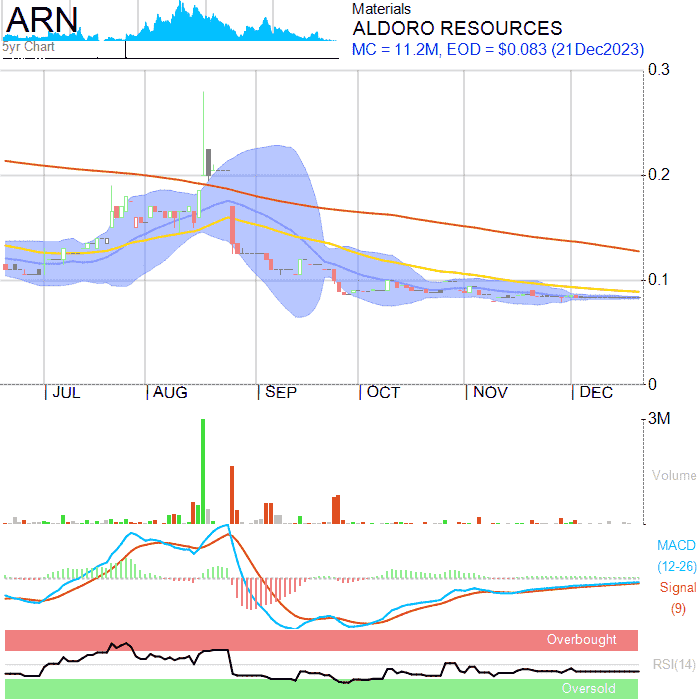 ARN
5yr Chart
Materials
ALDORO RESOURCES
MC = 11.2M, EOD = $0.083 (21Dec2023)
0.3
0.2
0.1
0
JUL AUG SEP OCT NOV DEC
3M
Volume
MACD
(12-26)
Signal
(9)
Overbought
RSI(14)
Oversold